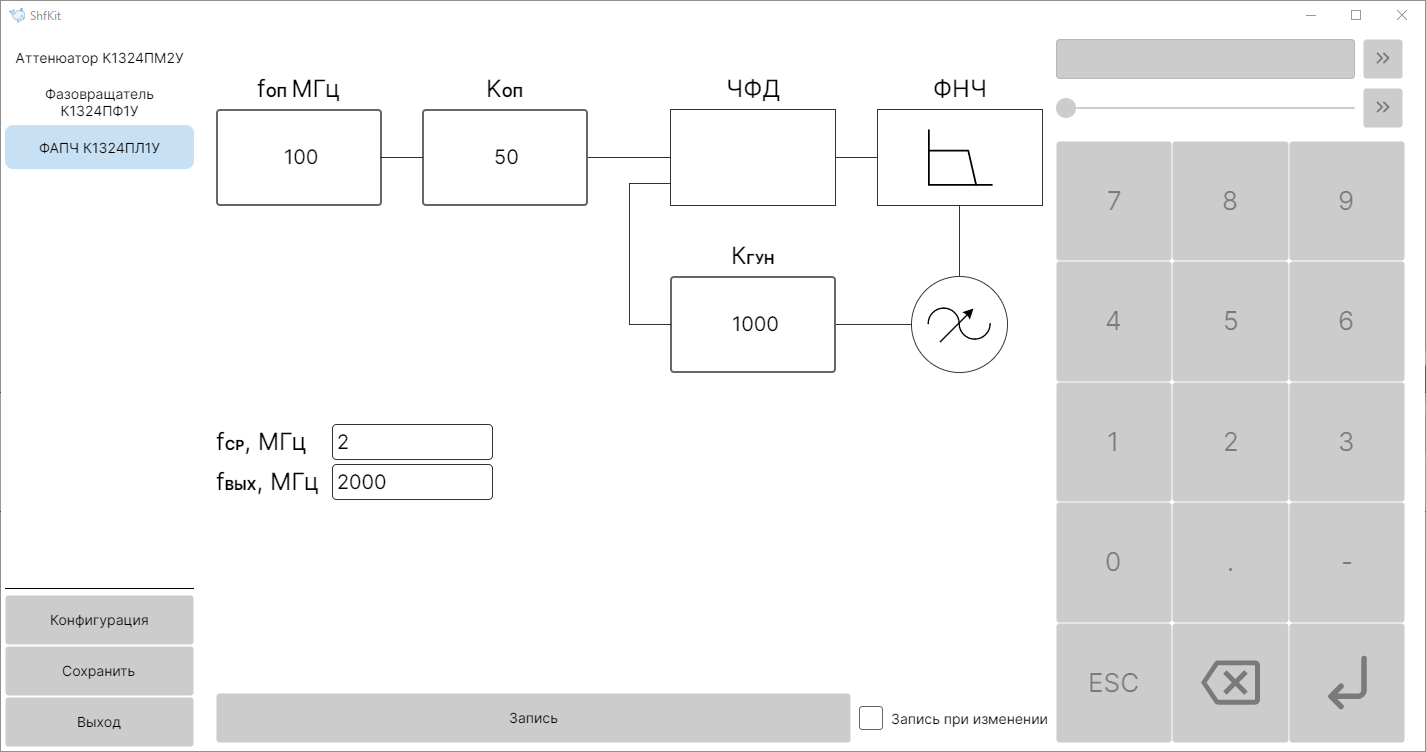 ShfKit
Аттенюатор К1324ПМ2У
Фазовращатель
К1324ПФ1У
ФАПЧ К1324ПЛ1У
Конфигурация
Сохранить
Выход
fоп МГц
Коп
ЧФД
ФНЧ
100
50
Кгун
1000
fср, МГц
2
fвых, МГц
2000
Запись
Запись при изменении
7 8 9
4 5 6
1 2 3
0 . -
ESC